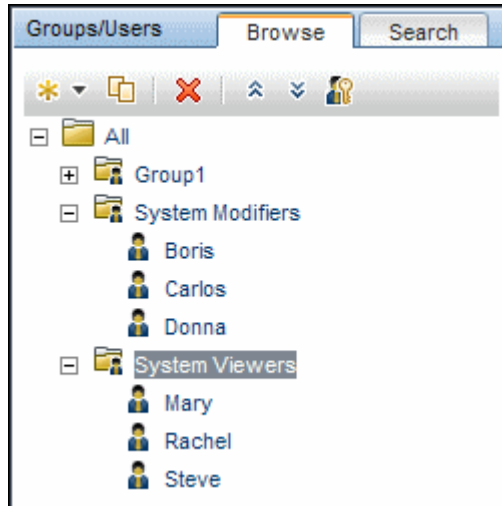 Groups/Users Browse Search
All
Group1
System Modifiers
Boris
Carlos
Donna
System Viewers
Mary
Rachel
Steve